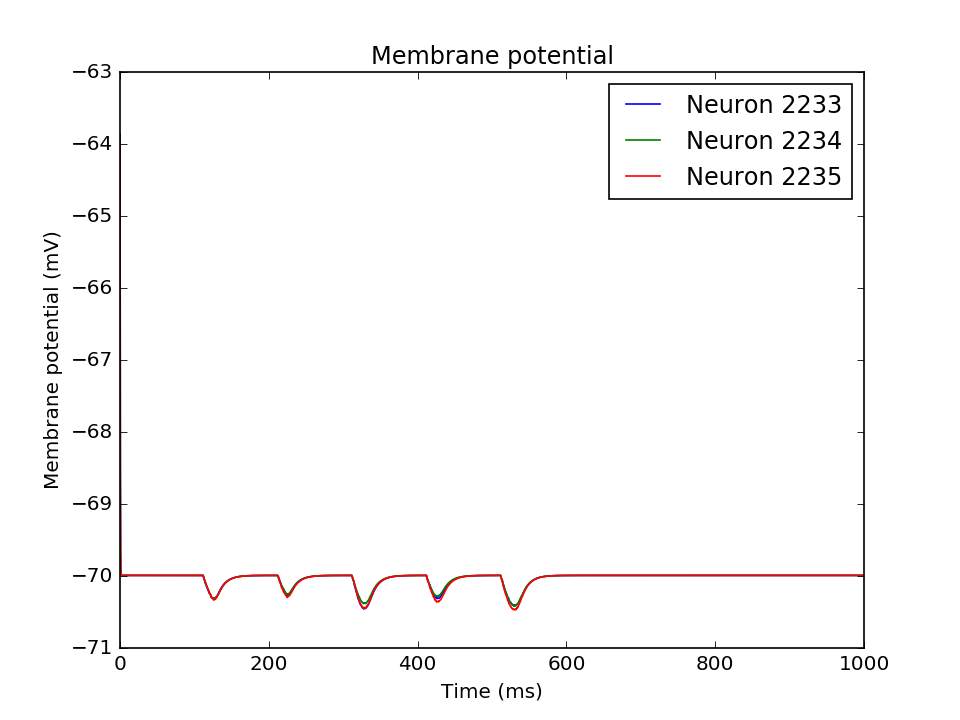 Membrane potential
−63
−64
−65
−66
−67
−68
−69
−70
−71
Membrane potential (mV)
Neuron 2233
Neuron 2234
Neuron 2235
0 200 400 600 800 1000
Time (ms)